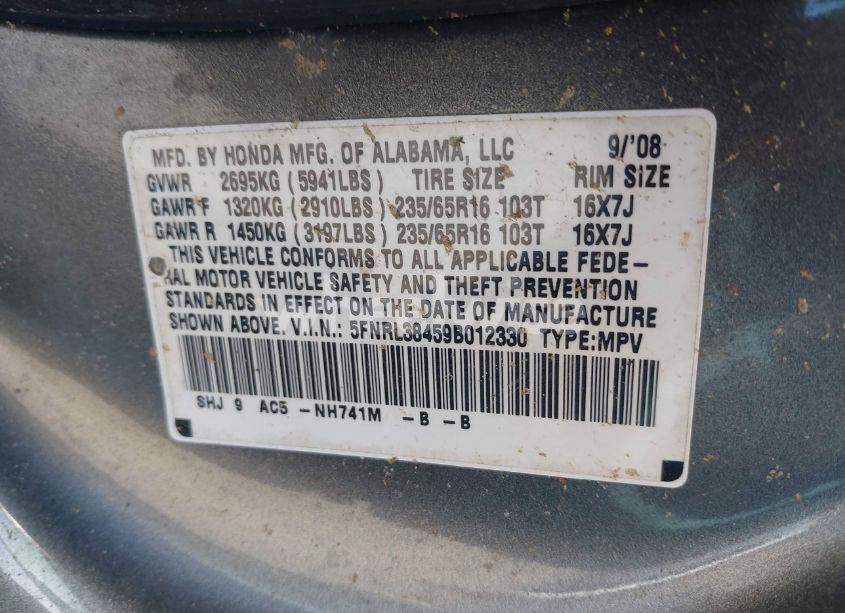 MFD. BY HONDA MFG. OF ALABAMA, LLC 9/'08
GVWR 2695KG (5941LBS) TIRE SIZE RIM SIZE
GAWR F 1320KG (2910LBS) 235/65R16 103T 16X7J
GAWR R 1450KG (3197LBS) 235/65R16 103T 16X7J
THIS VEHICLE CONFORMS TO ALL APPLICABLE FEDE-
RAL MOTOR VEHICLE SAFETY AND THEFT PREVENTION
STANDARDS IN EFFECT ON THE DATE OF MANUFACTURE
SHOWN ABOVE. V.I.N.: 5FNRL38459B012330 TYPE:MPV
SHJ 9 AC5 -NH741M -B -B